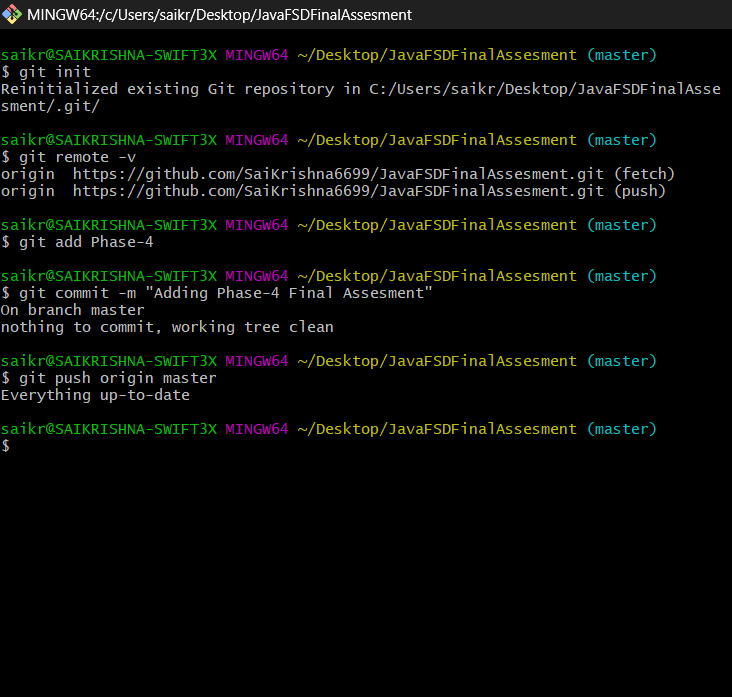 MINGW64:/c/Users/saikr/Desktop/JavaFSDFinalAssesment
saikr@SAIKRISHNA-SWIFT3X MINGW64 ~/Desktop/JavaFSDFinalAssesment (master)
$ git init
Reinitialized existing Git repository in C:/Users/saikr/Desktop/JavaFSDFinalAsse
sment/.git/
saikr@SAIKRISHNA-SWIFT3X MINGW64 ~/Desktop/JavaFSDFinalAssesment (master)
$ git remote -v
origin  https://github.com/SaiKrishna6699/JavaFSDFinalAssesment.git (fetch)
origin  https://github.com/SaiKrishna6699/JavaFSDFinalAssesment.git (push)
saikr@SAIKRISHNA-SWIFT3X MINGW64 ~/Desktop/JavaFSDFinalAssesment (master)
$ git add Phase-4
saikr@SAIKRISHNA-SWIFT3X MINGW64 ~/Desktop/JavaFSDFinalAssesment (master)
$ git commit -m "Adding Phase-4 Final Assesment"
On branch master
nothing to commit, working tree clean
saikr@SAIKRISHNA-SWIFT3X MINGW64 ~/Desktop/JavaFSDFinalAssesment (master)
$ git push origin master
Everything up-to-date
saikr@SAIKRISHNA-SWIFT3X MINGW64 ~/Desktop/JavaFSDFinalAssesment (master)
$